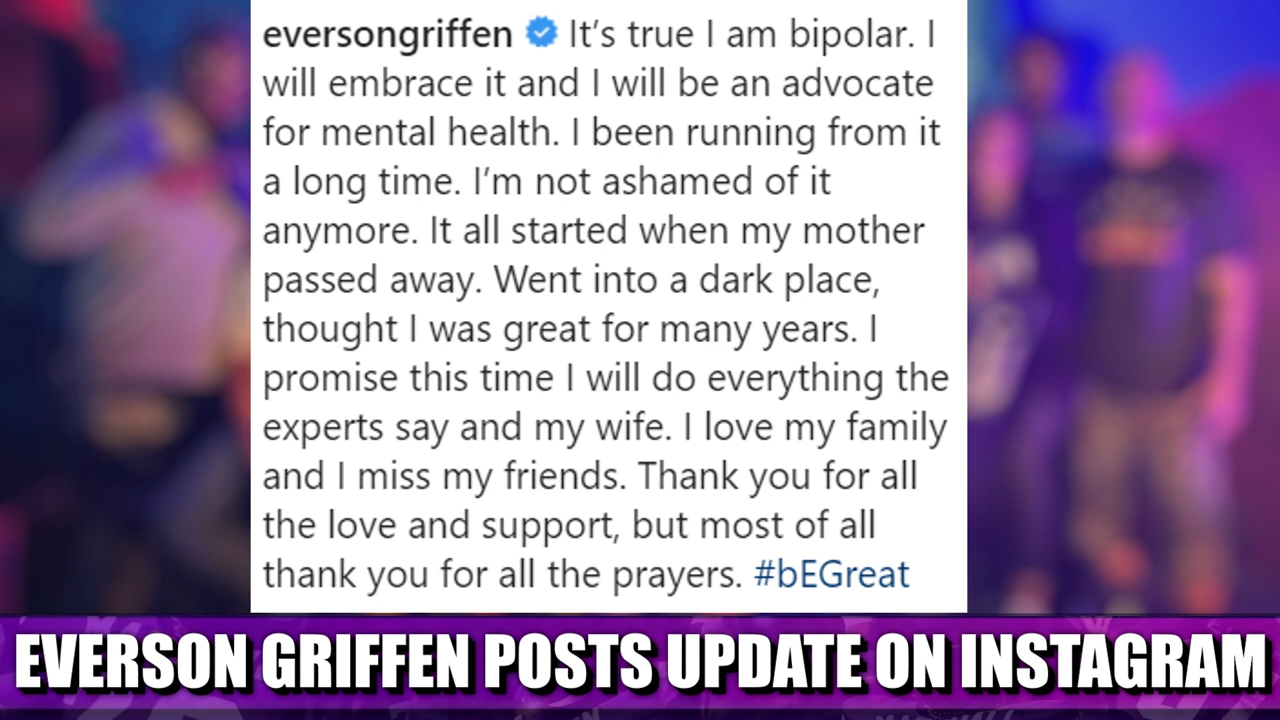 eversongriffen It’s true I am bipolar. I
will embrace it and I will be an advocate
for mental health. I been running from it
a long time. I’m not ashamed of it
anymore. It all started when my mother
passed away. Went into a dark place,
thought I was great for many years. I
promise this time I will do everything the
experts say and my wife. I love my family
and I miss my friends. Thank you for all
the love and support, but most of all
thank you for all the prayers. #bEGreat
EVERSON GRIFFEN POSTS UPDATE ON INSTAGRAM